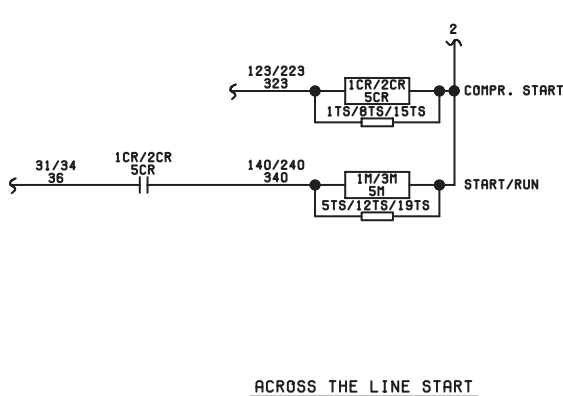 2
123/223
323
1CR/2CR
5CR
COMPR. START
1TS/8TS/15TS
31/34
36
1CR/2CR
5CR
140/240
340
1M/3M
5M
START/RUN
5TS/12TS/19TS
ACROSS THE LINE START